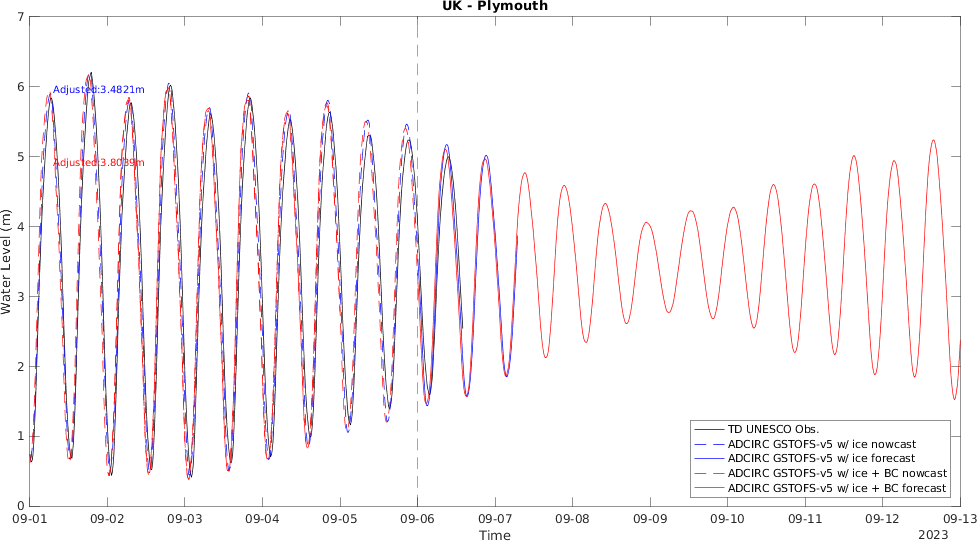 UK - Plymouth
7
6
5
4
3
2
1
0
Water Level (m)
Adjusted:3.4821m
Adjusted:3.8039m
TD UNESCO Obs.
ADCIRC GSTOFS-v5 w/ ice nowcast
ADCIRC GSTOFS-v5 w/ ice forecast
ADCIRC GSTOFS-v5 w/ ice + BC nowcast
ADCIRC GSTOFS-v5 w/ ice + BC forecast
09-01 09-02 09-03 09-04 09-05 09-06 09-07 09-08 09-09 09-10 09-11 09-12 09-13
Time
2023